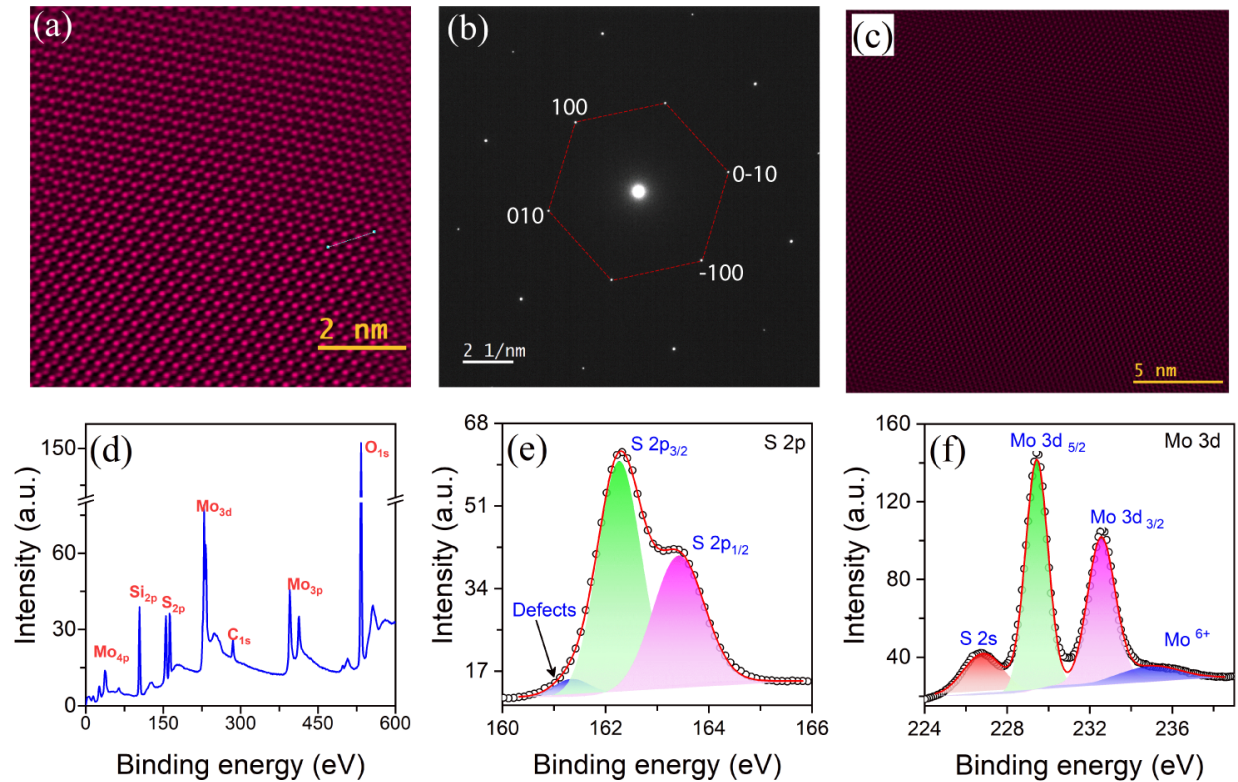 (a)
2 nm
(b)
100
0-10
010
-100
2 1/nm
(c)
5 nm
(d)
Intensity (a.u.)
150
60
30
0
Mo4p
Si2p
S2p
Mo3d
C1s
Mo3p
O1s
0 150 300 450 600
Binding energy (eV)
(e)
S 2p
Intensity (a.u.)
68
51
34
17
S 2p3/2
S 2p1/2
Defects
160 162 164 166
Binding energy (eV)
(f)
Mo 3d
Intensity (a.u.)
160
120
80
40
Mo 3d 5/2
Mo 3d 3/2
S 2s
Mo 6+
224 228 232 236
Binding energy (eV)